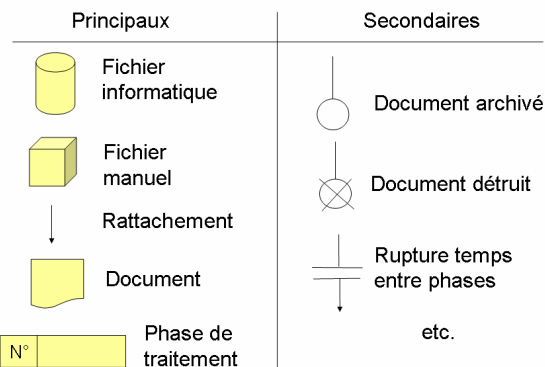 Principaux
Secondaires
Fichier
informatique
Fichier
manuel
Rattachement
Document
N°
Phase de
traitement
Document archivé
Document détruit
Rupture temps
entre phases
etc.